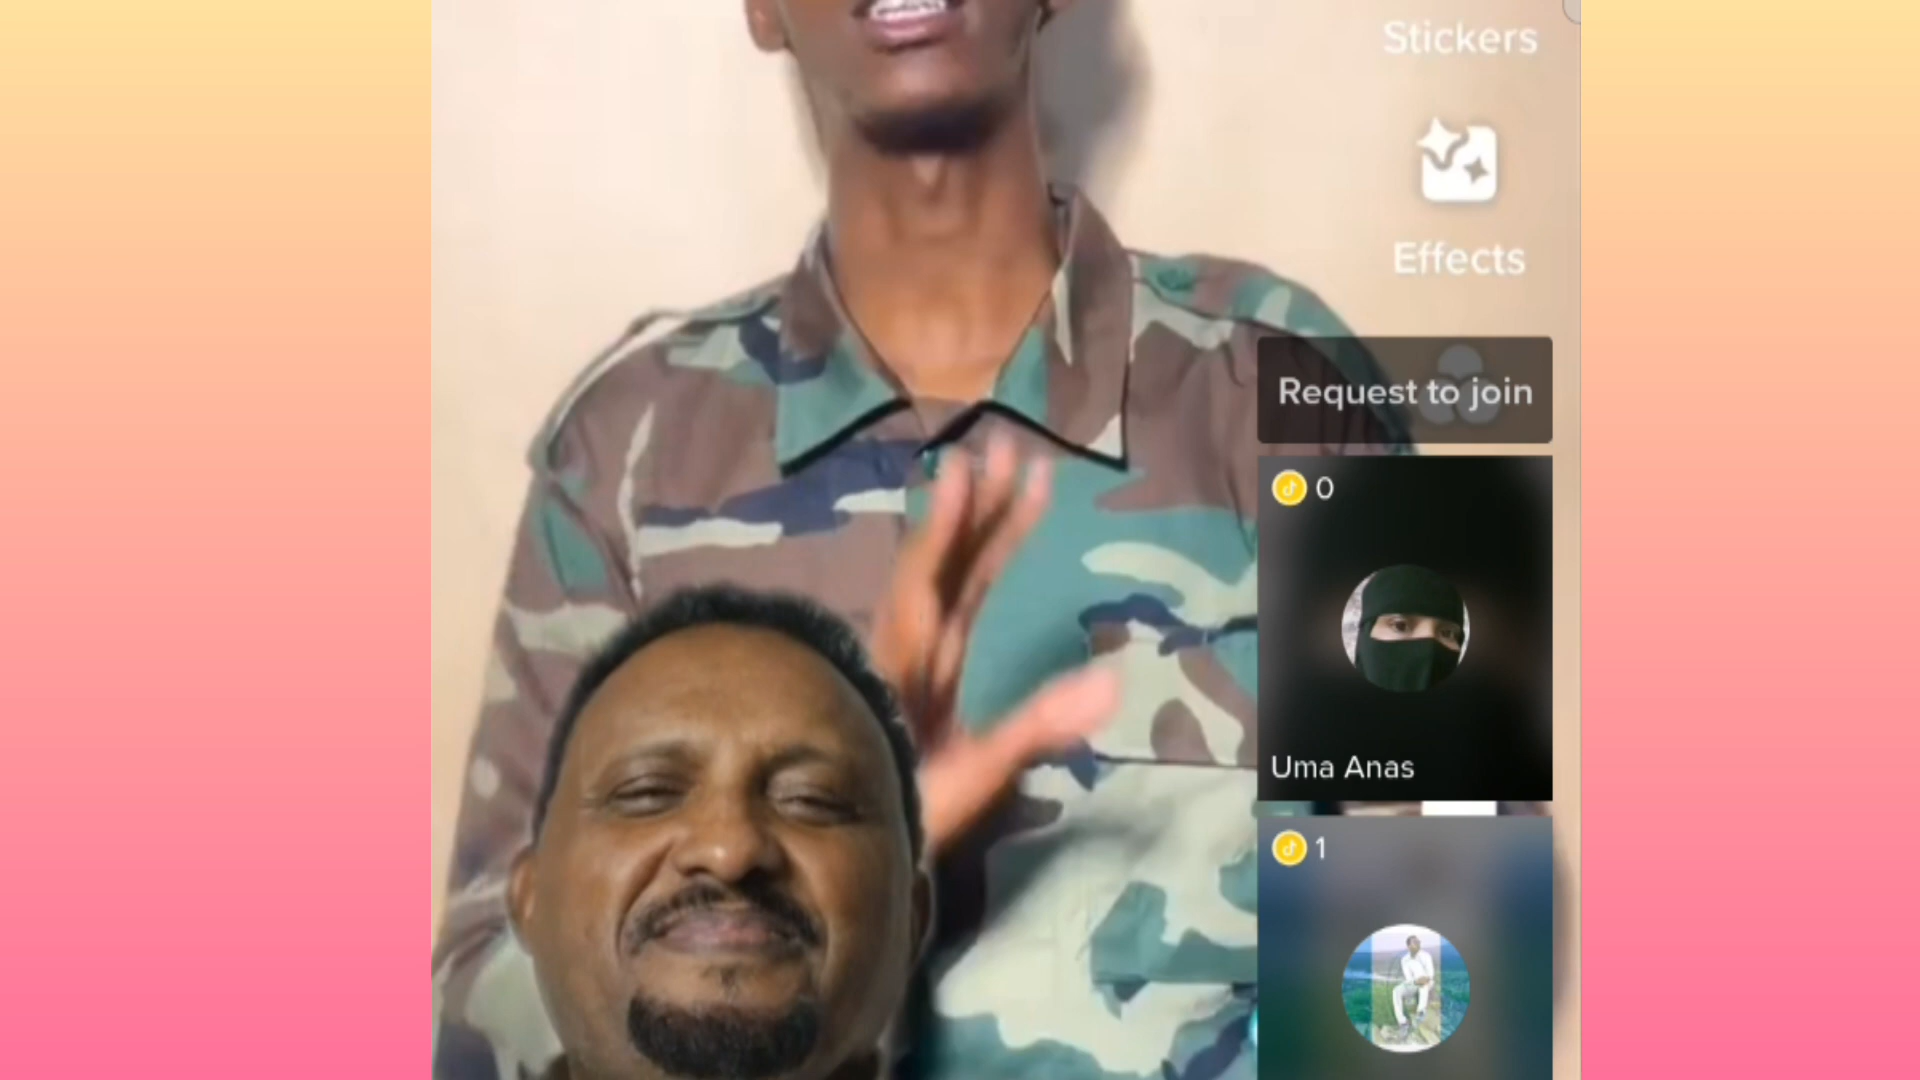 Stickers
Effects
Request to join
0
Uma Anas
1